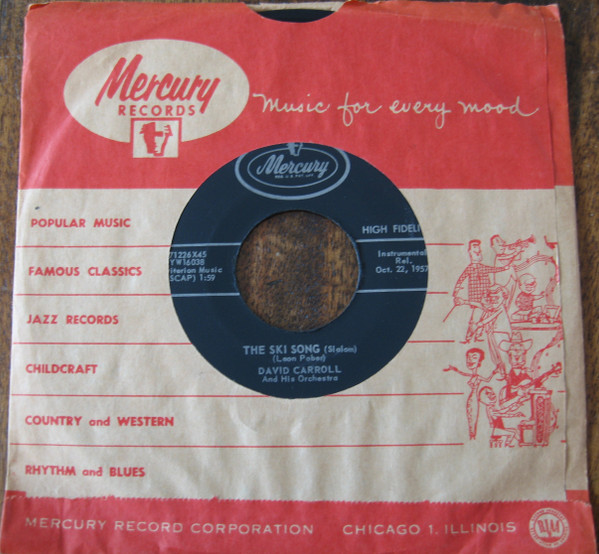 Mercury
RECORDS
Music for every mood
Mercury
HIGH FIDELI
71226X45
YW16038
iterion Music
SCAP) 1:59
Instrumental
Rel.
Oct. 22, 1957
THE SKI SONG (Slalom)
(Leon Pober)
DAVID CARROLL
And His Orchestra
POPULAR MUSIC
FAMOUS CLASSICS
JAZZ RECORDS
CHILDCRAFT
COUNTRY and WESTERN
RHYTHM and BLUES
MERCURY RECORD CORPORATION CHICAGO 1, ILLINOIS